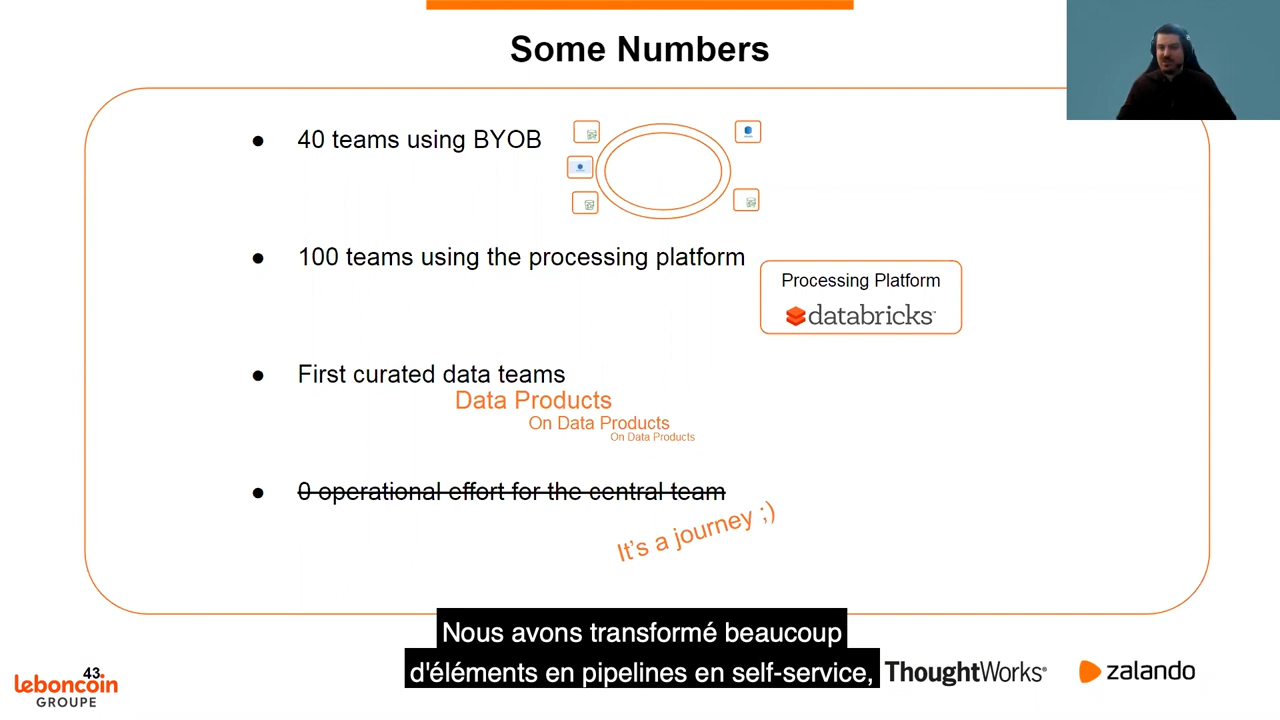 Some Numbers
● 40 teams using BYOB
● 100 teams using the processing platform
Processing Platform
databricks
● First curated data teams
Data Products
On Data Products
On Data Products
● 0 operational effort for the central team
It's a journey ;)
Nous avons transformé beaucoup
d'éléments en pipelines en self-service,
43
leboncoin
GROUPE
ThoughtWorks®
zalando